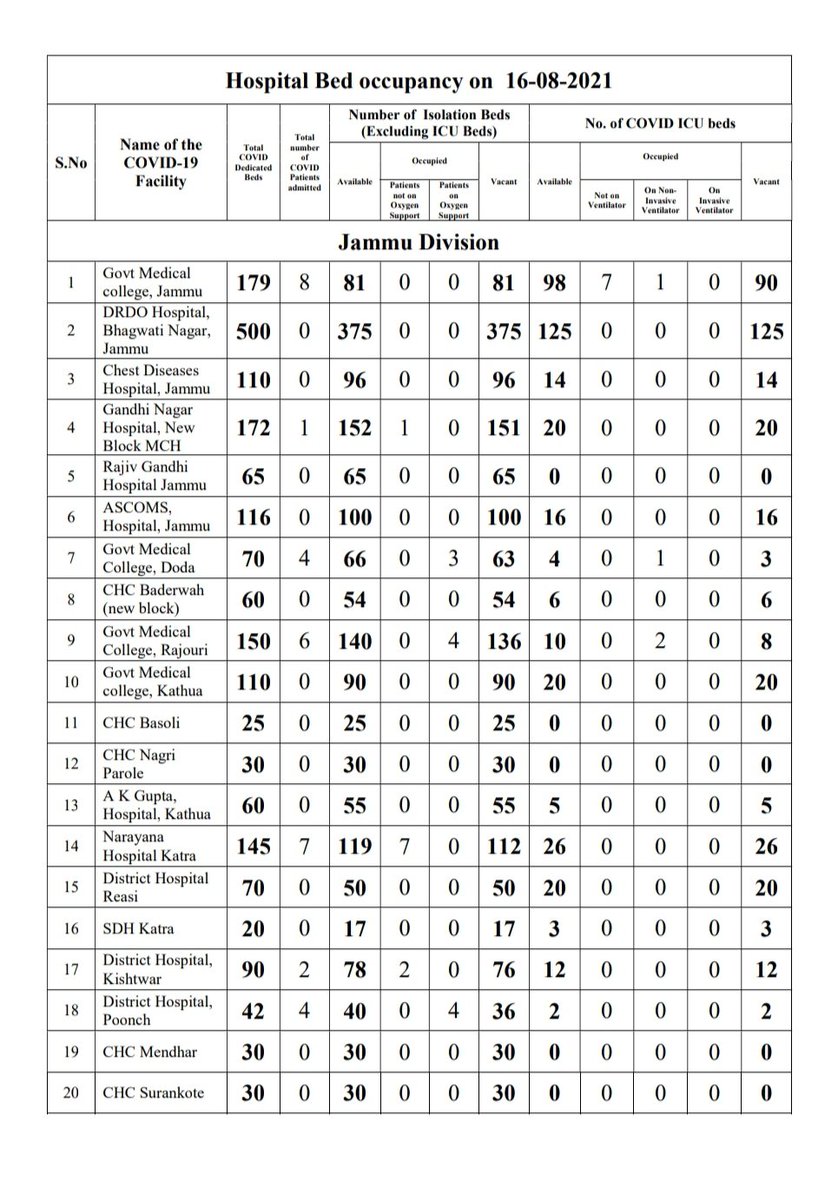 Hospital Bed occupancy on 16-08-2021
S.No
Name of the
COVID-19
Facility
Total
COVID
Dedicated
Beds
Total
number
of
COVID
Patients
admitted
Number of Isolation Beds
(Excluding ICU Beds)
No. of COVID ICU beds
Available
Occupied
Vacant
Available
Occupied
Vacant
Patients
not on
Oxygen
Support
Patients
on
Oxygen
Support
Not on
Ventilator
On Non-
Invasive
Ventilator
On
Invasive
Ventilator
Jammu Division
1 Govt Medical
college, Jammu 179 8 81 0 0 81 98 7 1 0 90
2 DRDO Hospital,
Bhagwati Nagar,
Jammu 500 0 375 0 0 375 125 0 0 0 125
3 Chest Diseases
Hospital, Jammu 110 0 96 0 0 96 14 0 0 0 14
4 Gandhi Nagar
Hospital, New
Block MCH 172 1 152 1 0 151 20 0 0 0 20
5 Rajiv Gandhi
Hospital Jammu 65 0 65 0 0 65 0 0 0 0 0
6 ASCOMS,
Hospital, Jammu 116 0 100 0 0 100 16 0 0 0 16
7 Govt Medical
College, Doda 70 4 66 0 3 63 4 0 1 0 3
8 CHC Baderwah
(new block) 60 0 54 0 0 54 6 0 0 0 6
9 Govt Medical
College, Rajouri 150 6 140 0 4 136 10 0 2 0 8
10 Govt Medical
college, Kathua 110 0 90 0 0 90 20 0 0 0 20
11 CHC Basoli 25 0 25 0 0 25 0 0 0 0 0
12 CHC Nagri
Parole 30 0 30 0 0 30 0 0 0 0 0
13 A K Gupta,
Hospital, Kathua 60 0 55 0 0 55 5 0 0 0 5
14 Narayana
Hospital Katra 145 7 119 7 0 112 26 0 0 0 26
15 District Hospital
Reasi 70 0 50 0 0 50 20 0 0 0 20
16 SDH Katra 20 0 17 0 0 17 3 0 0 0 3
17 District Hospital,
Kishtwar 90 2 78 2 0 76 12 0 0 0 12
18 District Hospital,
Poonch 42 4 40 0 4 36 2 0 0 0 2
19 CHC Mendhar 30 0 30 0 0 30 0 0 0 0 0
20 CHC Surankote 30 0 30 0 0 30 0 0 0 0 0